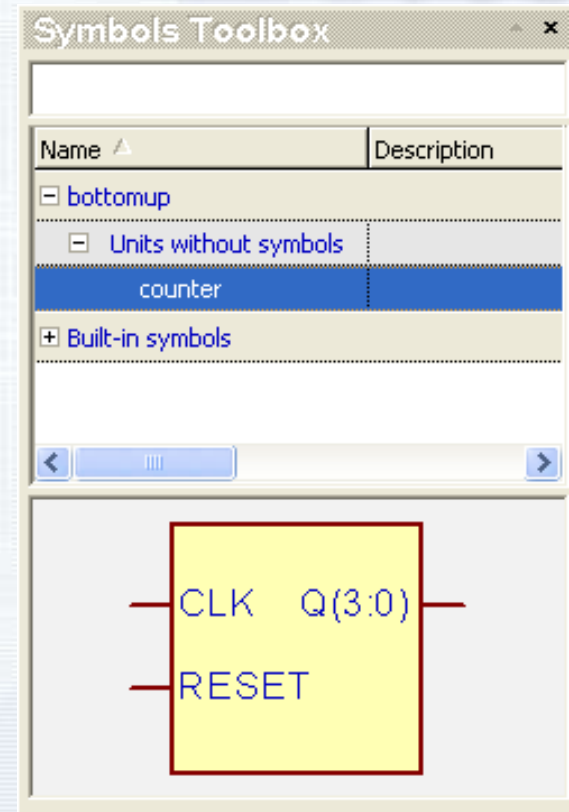 Symbols Toolbox
Name Description
bottomup
Units without symbols
counter
Built-in symbols
CLK Q(3:0)
RESET